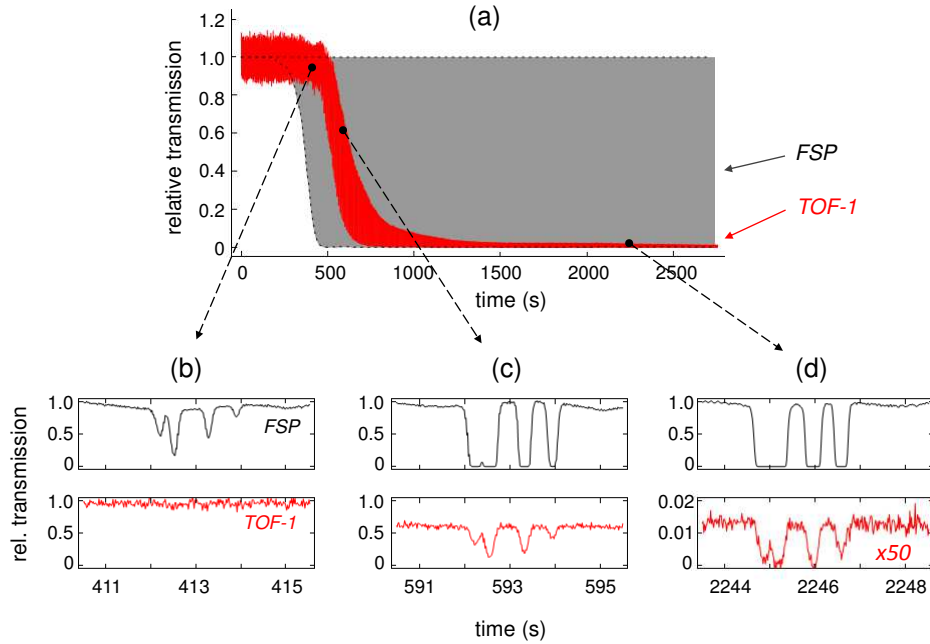 (a)
relative transmission
1.2
1.0
0.8
0.6
0.4
0.2
0
FSP
TOF-1
0 500 1000 1500 2000 2500
time (s)
(b) (c) (d)
rel. transmission
1.0
0.5
0
FSP
1.0
0.5
0
1.0
0.5
0
1.0
0.5
0
TOF-1
1.0
0.5
0
0.02
0.01
0.00
x50
411 413 415
591 593 595
2244 2246 2248
time (s)